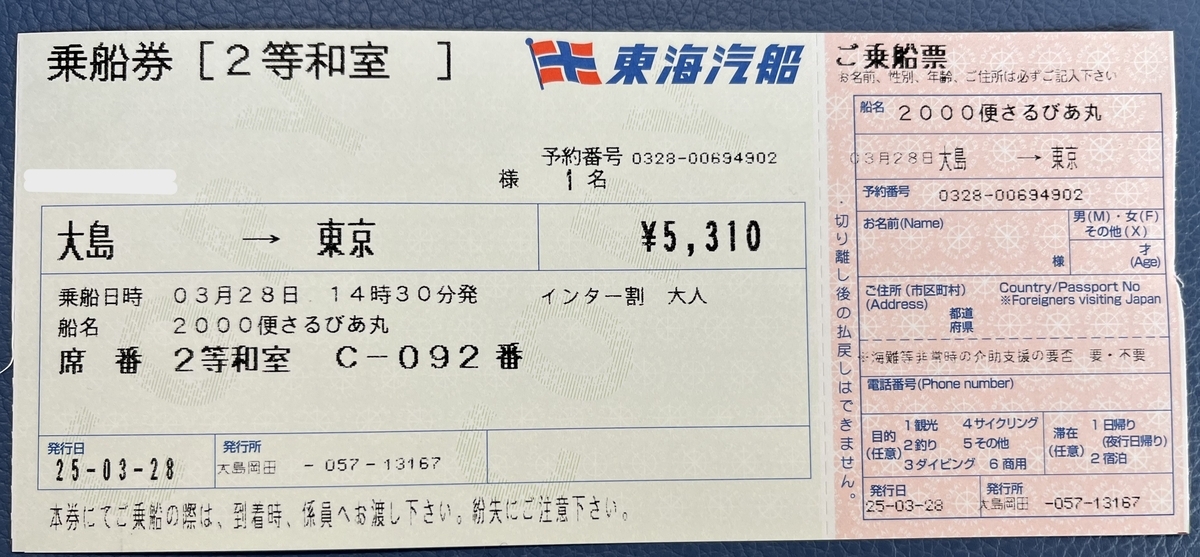 乗船券［２等和室　］
東海汽船
予約番号 0328-00694902
様　1 名
大島　→　東京　¥5,310
乗船日時　03月28日 14時30分発　インター割　大人
船名　2000便さるびあ丸
席　番　2等和室　C－092番
発行日　発行所
25-03-28　大島岡田　-057-13167
本券にてご乗船の際は、到着時、係員へお渡し下さい。紛失にご注意下さい。
・切り離し後の払戻しはできません。
ご乗船票
お名前、性別、年齢、ご住所は必ずご記入下さい
船名　2000便さるびあ丸
03月28日 大島　→　東京
予約番号　0328-00694902
お名前(Name)　様　男(M)・女(F)
その他(X)
才
(Age)
ご住所（市区町村）　Country/Passport No
(Address)　※Foreigners visiting Japan
都道
府県
※海難等非常時の介助支援の要否　要・不要
電話番号(Phone number)
目的
(任意)
1 観光　4 サイクリング
2 釣り　5 その他
3 ダイビング　6 商用
滞在
(任意)
1 日帰り
(夜行日帰り)
2 宿泊
発行日　発行所
25-03-28　大島岡田　-057-13167